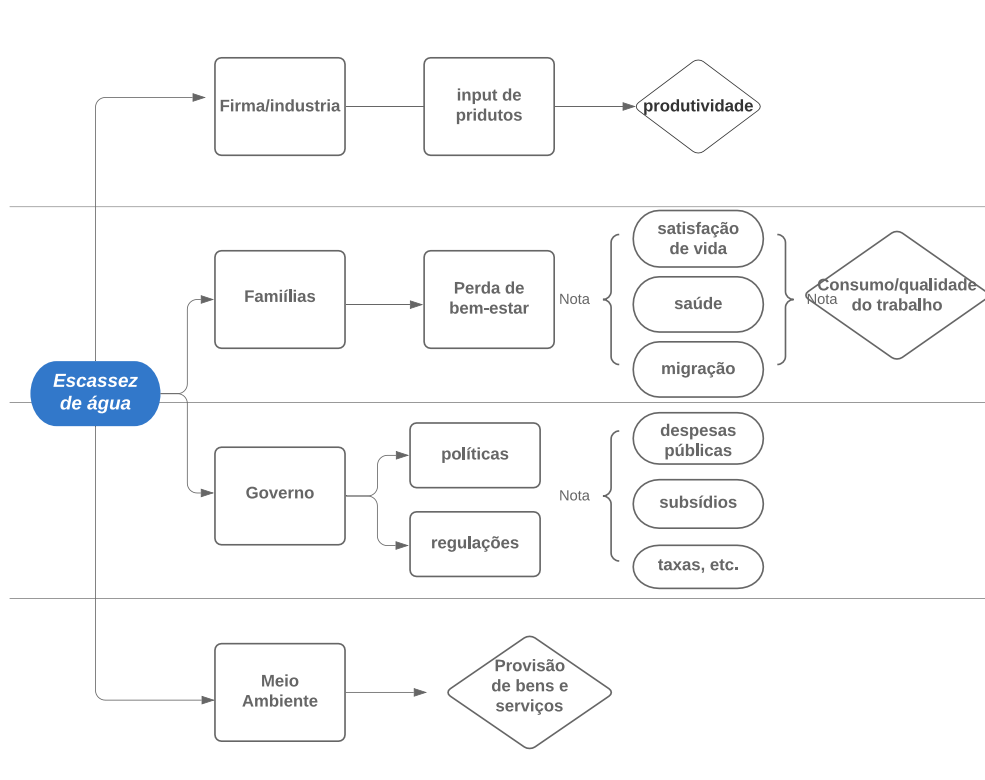 Firma/industria
input de
pridutos
produtividade
Famiílias
Perda de
bem-estar
Nota
satisfação
de vida
saúde
migração
Nota
Consumo/qualidade
do trabalho
Escassez
de água
Governo
políticas
regulações
Nota
despesas
públicas
subsídios
taxas, etc.
Meio
Ambiente
Provisão
de bens e
serviços